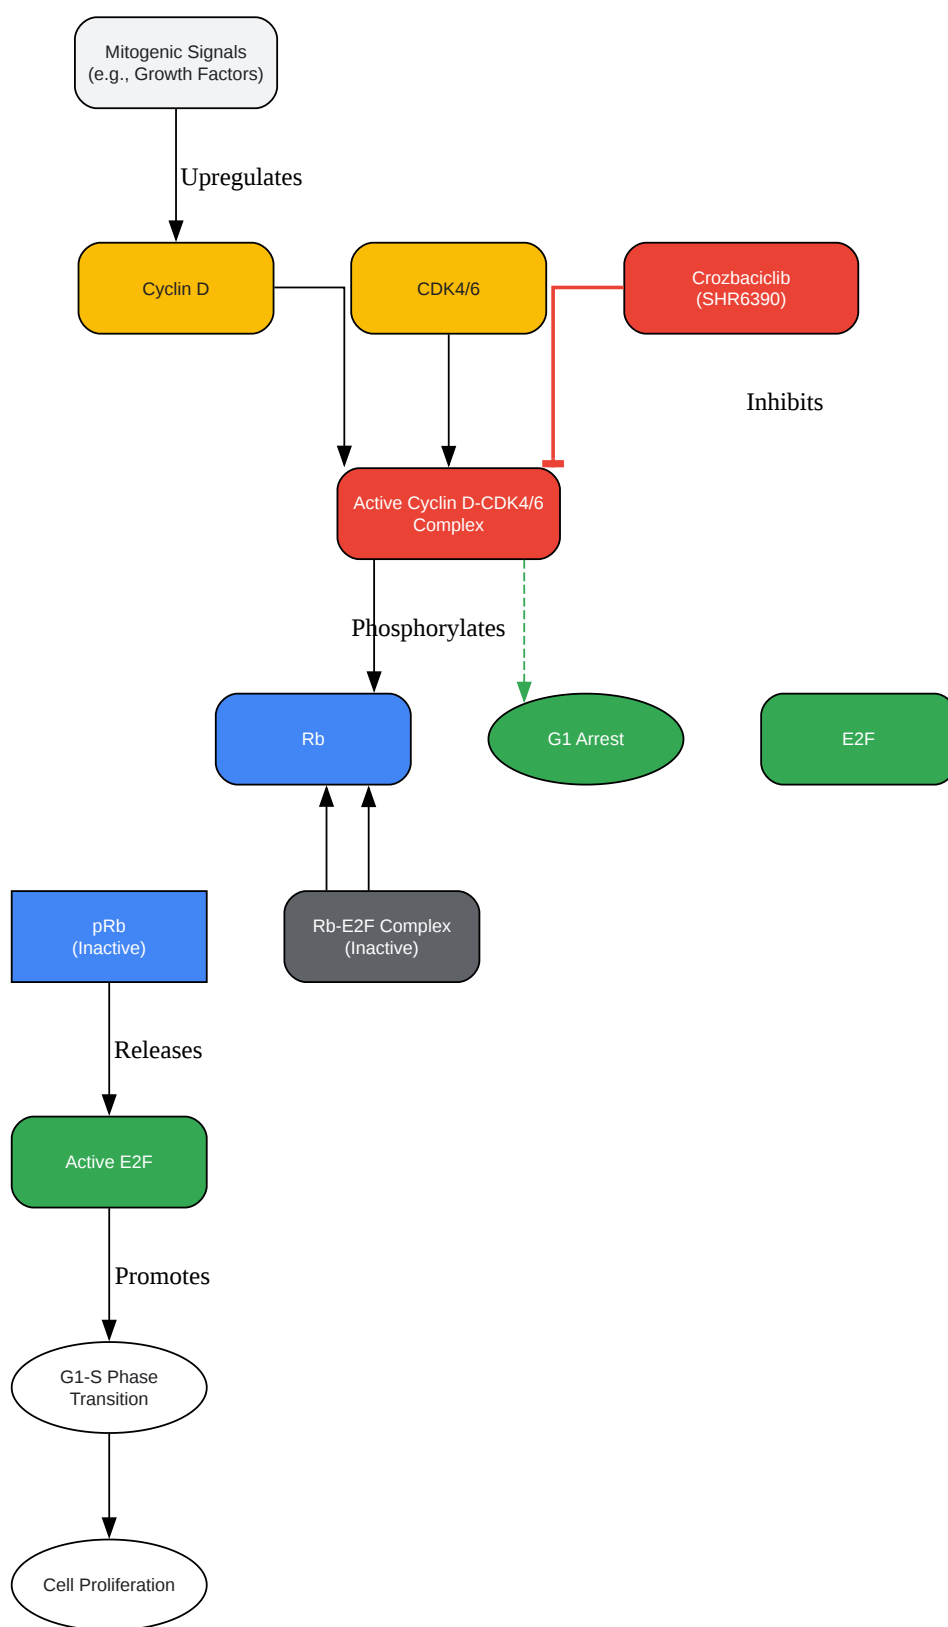 Mitogenic Signals
(e.g., Growth Factors)
Upregulates
Cyclin D
CDK4/6
Crozbaciclib
(SHR6390)
Inhibits
Active Cyclin D-CDK4/6
Complex
Phosphorylates
Rb
G1 Arrest
E2F
pRb
(Inactive)
Rb-E2F Complex
(Inactive)
Releases
Active E2F
Promotes
G1-S Phase
Transition
Cell Proliferation